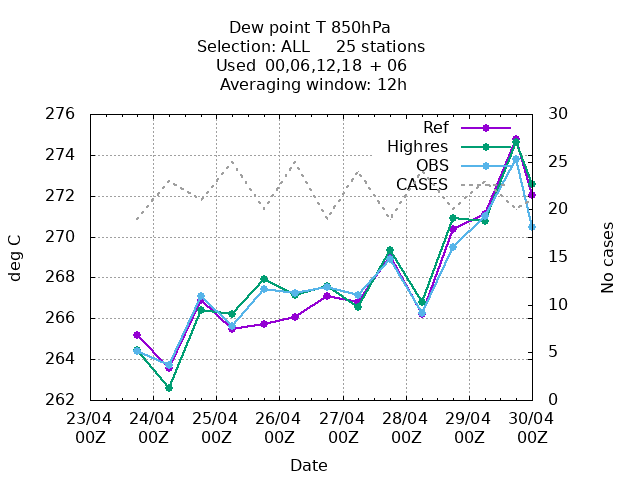 Dew point T 850hPa
Selection: ALL 25 stations
Used 00,06,12,18 + 06
Averaging window: 12h
276
274
272
270
268
266
264
262
30
25
20
15
10
5
0
Ref
Highres
OBS
CASES
deg C
No cases
23/04 24/04 25/04 26/04 27/04 28/04 29/04 30/04
00Z 00Z 00Z 00Z 00Z 00Z 00Z 00Z
Date